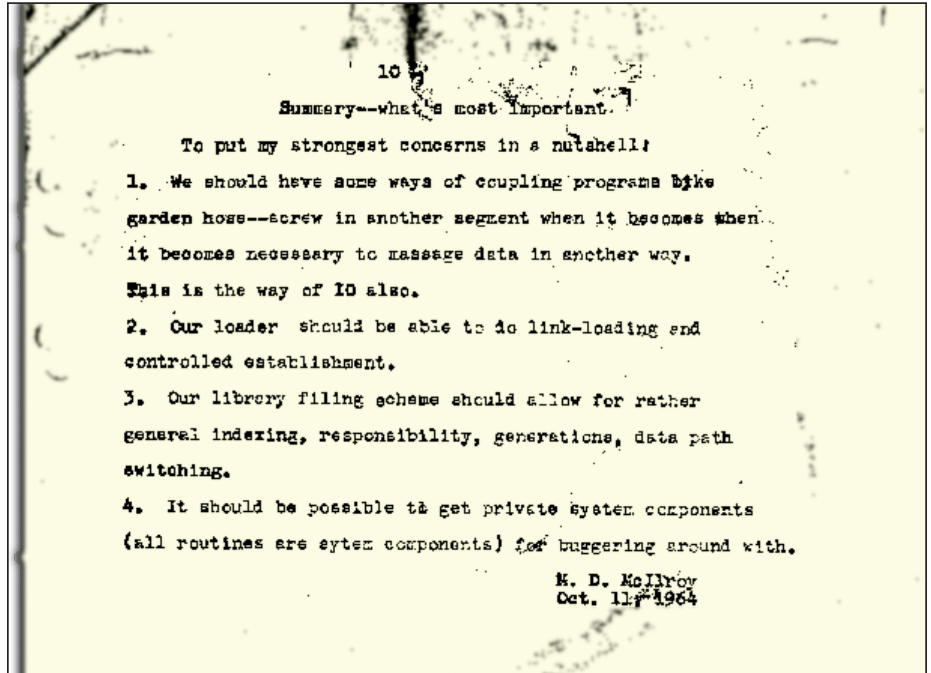 10
Summary--what's most important.
To put my strongest concerns in a nutshell:
1. We should have some ways of coupling programs like
garden hose--screw in another segment when it becomes when
it becomes necessary to massage data in another way.
This is the way of IO also.
2. Our loader should be able to do link-loading and
controlled establishment.
3. Our library filing scheme should allow for rather
general indexing, responsibility, generations, data path
switching.
4. It should be possible to get private system components
(all routines are sytem components) for buggering around with.
M. D. McIlroy
Oct. 11, 1964